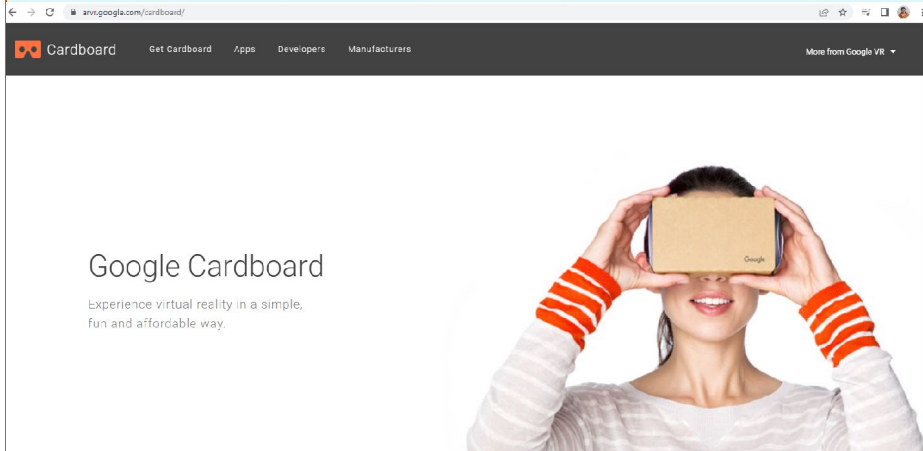 arvr.google.com/cardboard/
Cardboard
Get Cardboard
Apps
Developers
Manufacturers
More from Google VR
Google
Google Cardboard
Experience virtual reality in a simple,
fun and affordable way.